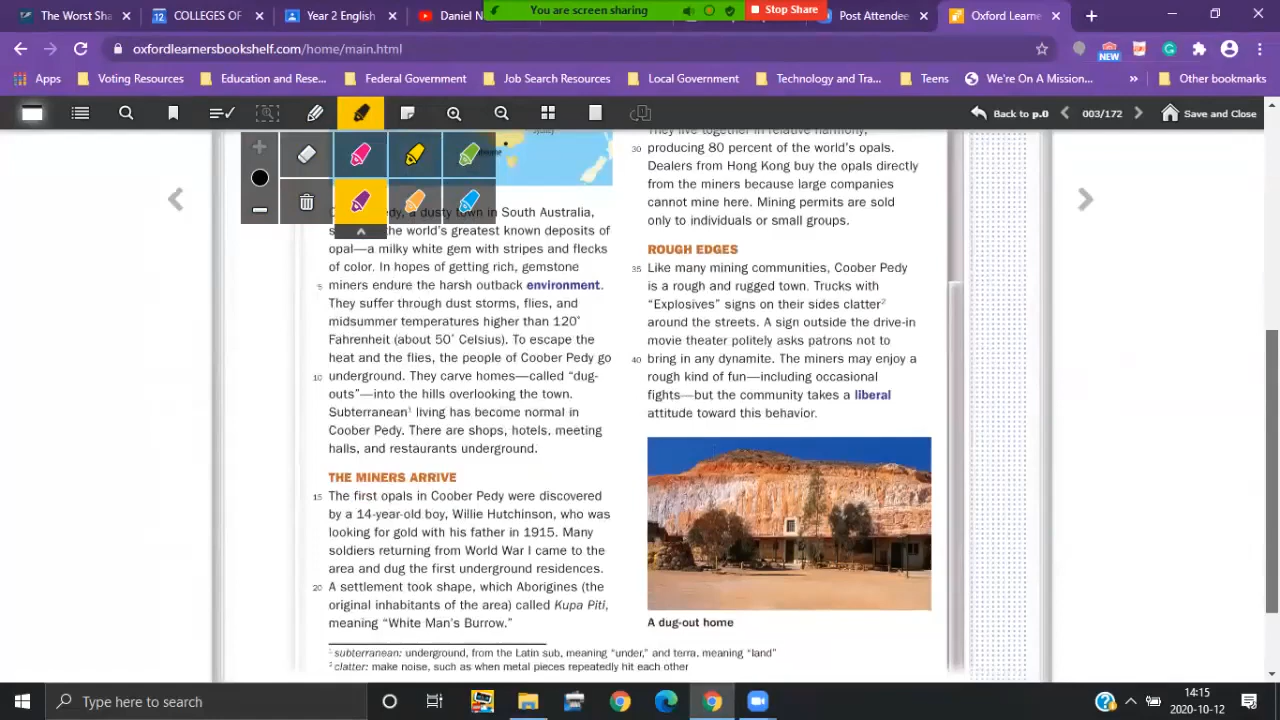 The Worst Sha
COLLEGES OF
Year 2 English
Daniel N
You are screen sharing
Stop Share
Post Attendee
Oxford Learne
oxfordlearnersbookshelf.com/home/main.html
NEW
Apps
Voting Resources
Education and Rese...
Federal Government
Job Search Resources
Local Government
Technology and Tra...
Teens
We're On A Mission...
»
Other bookmarks
Back to p.0
003/172
Save and Close
dy, a dusty town in South Australia,
the world's greatest known deposits of
opal—a milky white gem with stripes and flecks
of color. In hopes of getting rich, gemstone
5 miners endure the harsh outback environment.
They suffer through dust storms, flies, and
midsummer temperatures higher than 120˚
Fahrenheit (about 50˚ Celsius). To escape the
heat and the flies, the people of Coober Pedy go
10 underground. They carve homes—called "dug-
outs"—into the hills overlooking the town.
Subterranean¹ living has become normal in
Coober Pedy. There are shops, hotels, meeting
halls, and restaurants underground.
THE MINERS ARRIVE
15 The first opals in Coober Pedy were discovered
by a 14-year-old boy, Willie Hutchinson, who was
looking for gold with his father in 1915. Many
soldiers returning from World War I came to the
area and dug the first underground residences.
20 A settlement took shape, which Aborigines (the
original inhabitants of the area) called Kupa Piti,
meaning "White Man's Burrow."
They live together in relative harmony,
30 producing 80 percent of the world's opals.
Dealers from Hong Kong buy the opals directly
from the miners because large companies
cannot mine here. Mining permits are sold
only to individuals or small groups.
ROUGH EDGES
35 Like many mining communities, Coober Pedy
is a rough and rugged town. Trucks with
"Explosives" signs on their sides clatter²
around the streets. A sign outside the drive-in
movie theater politely asks patrons not to
40 bring in any dynamite. The miners may enjoy a
rough kind of fun—including occasional
fights—but the community takes a liberal
attitude toward this behavior.
A dug-out home
¹ subterranean: underground, from the Latin sub, meaning "under," and terra, meaning "land"
² clatter: make noise, such as when metal pieces repeatedly hit each other
Type here to search
14:15
2020-10-12